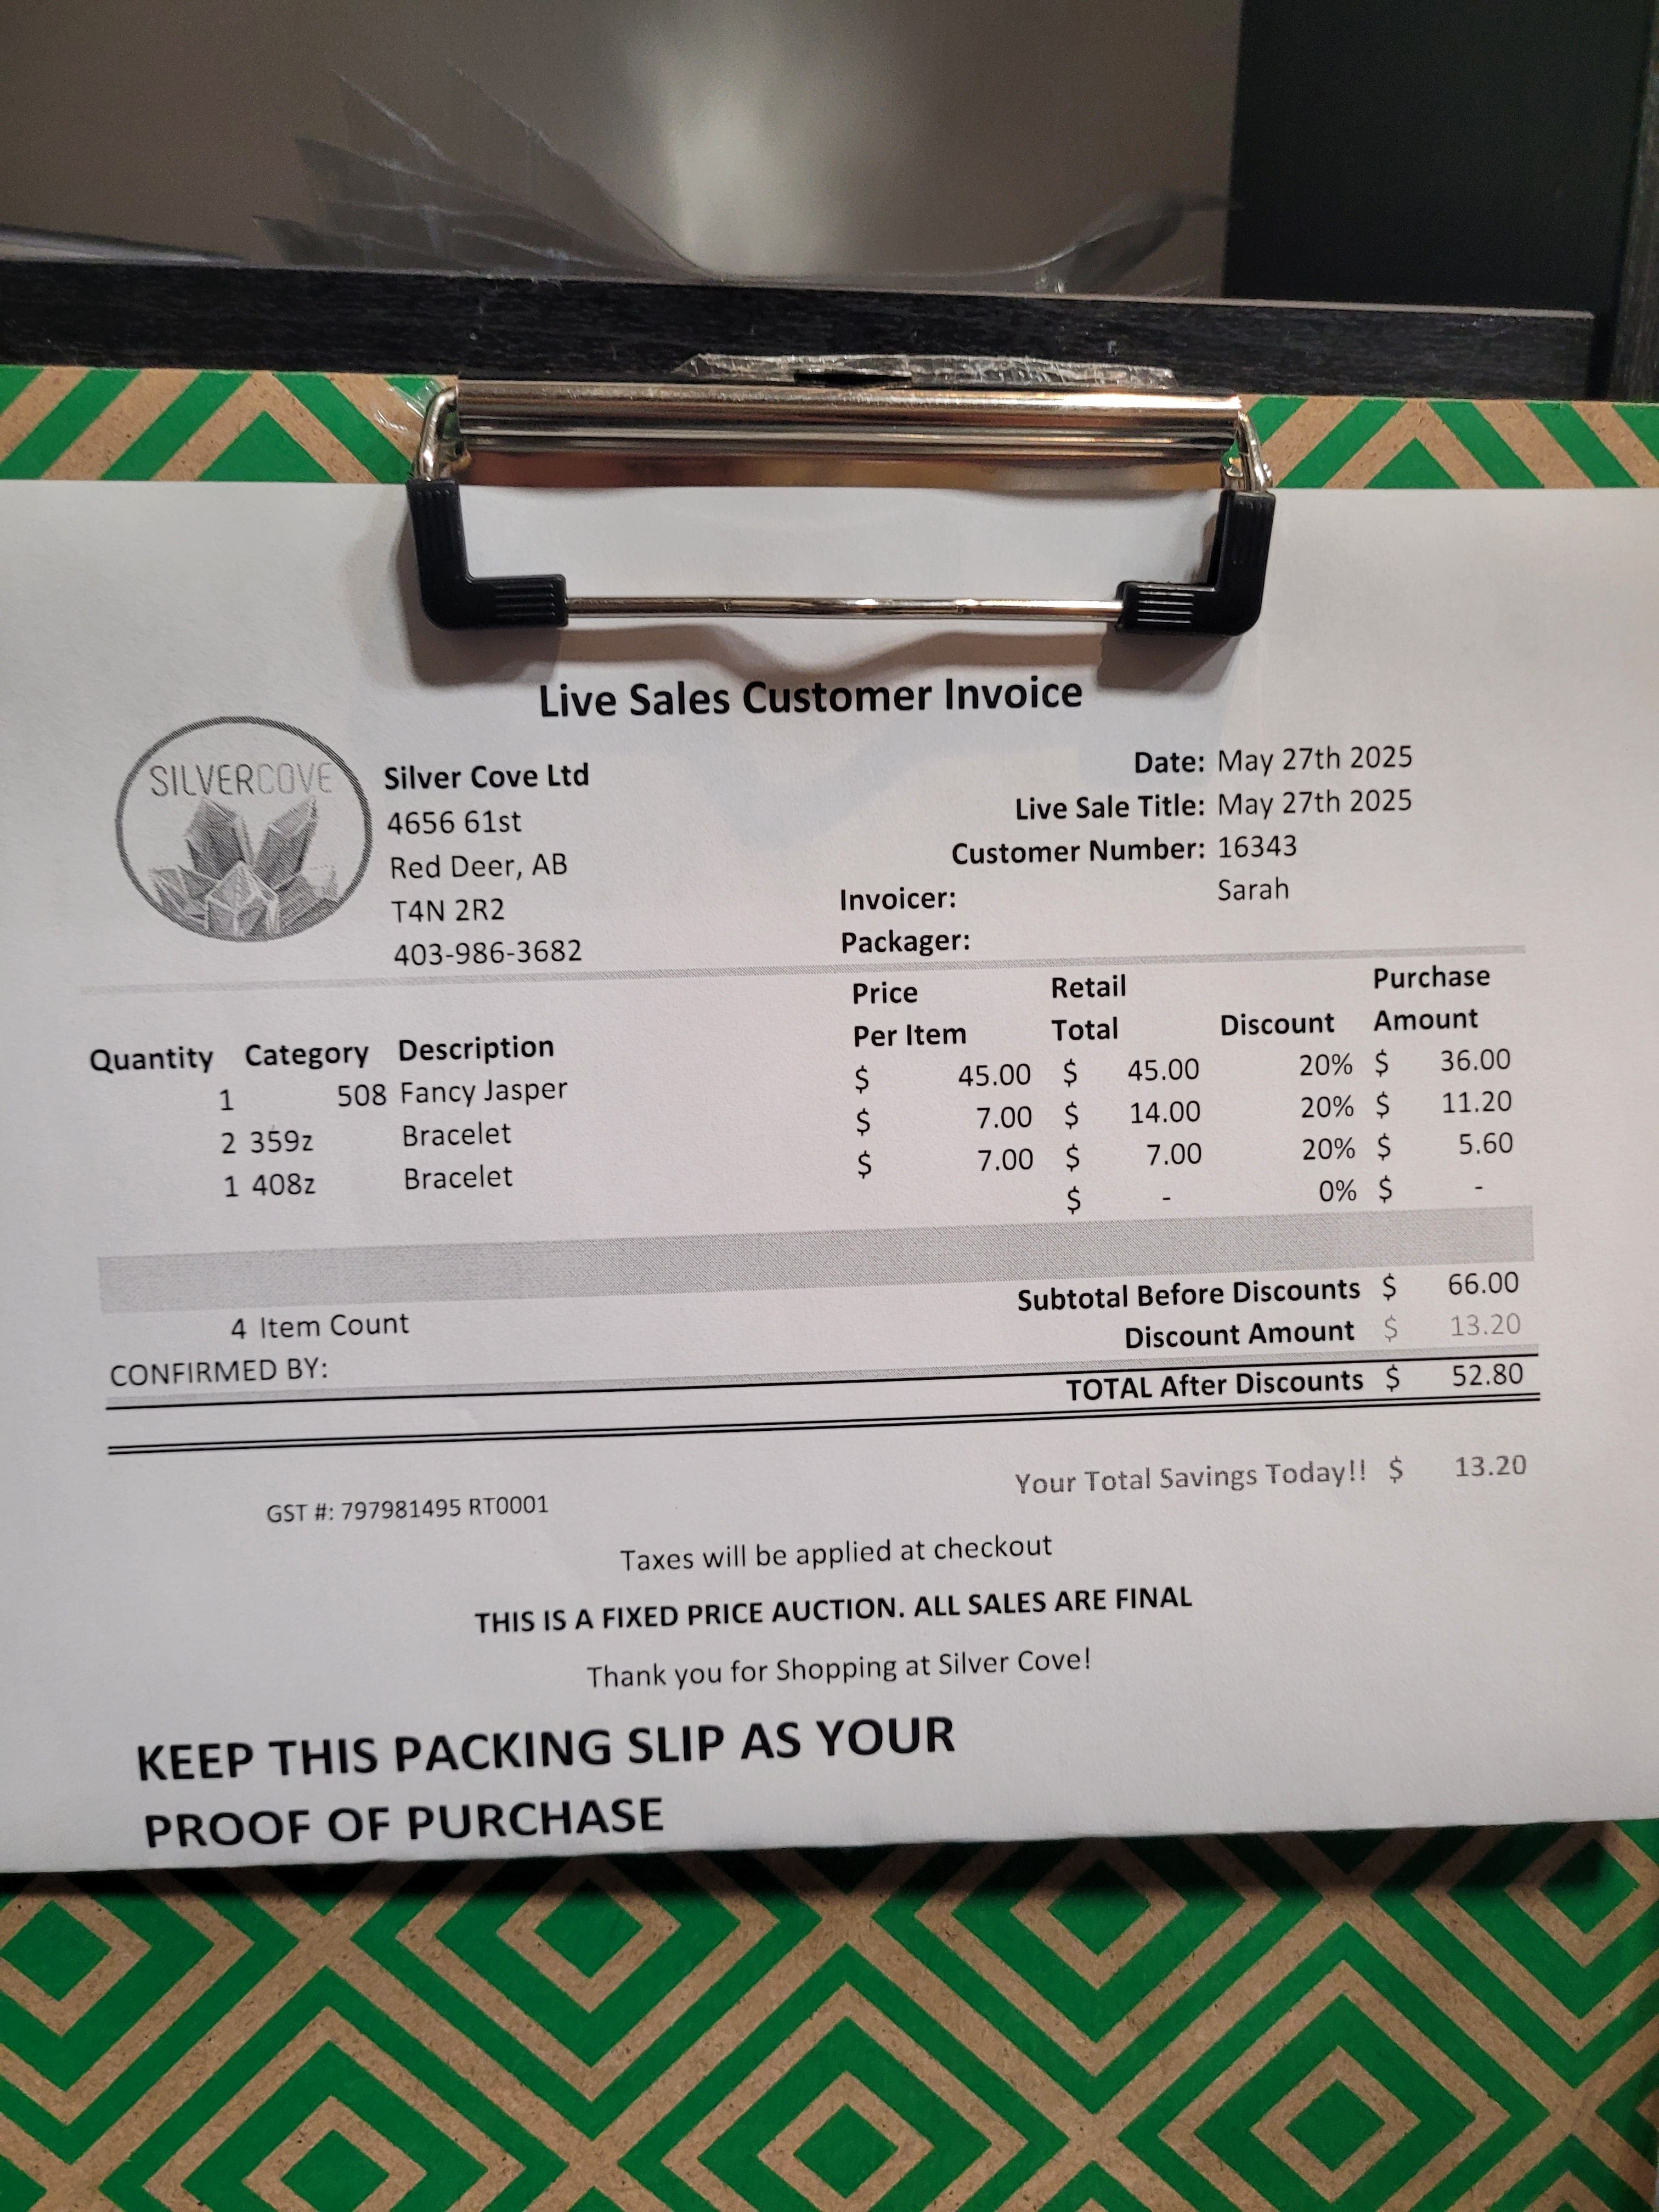 Live Sales Customer Invoice
SILVERCOVE
Silver Cove Ltd
4656 61st
Red Deer, AB
T4N 2R2
403-986-3682
Date: May 27th 2025
Live Sale Title: May 27th 2025
Customer Number: 16343
Invoicer: Sarah
Packager:
Quantity Category Description Price Per Item Retail Total Discount Purchase Amount
1 508 Fancy Jasper $ 45.00 $ 45.00 20% $ 36.00
2 359z Bracelet $ 7.00 $ 14.00 20% $ 11.20
1 408z Bracelet $ 7.00 $ 7.00 20% $ 5.60
$ - 0% $ -
Subtotal Before Discounts $ 66.00
4 Item Count
Discount Amount $ 13.20
CONFIRMED BY:
TOTAL After Discounts $ 52.80
Your Total Savings Today!! $ 13.20
GST #: 797981495 RT0001
Taxes will be applied at checkout
THIS IS A FIXED PRICE AUCTION. ALL SALES ARE FINAL
Thank you for Shopping at Silver Cove!
KEEP THIS PACKING SLIP AS YOUR
PROOF OF PURCHASE